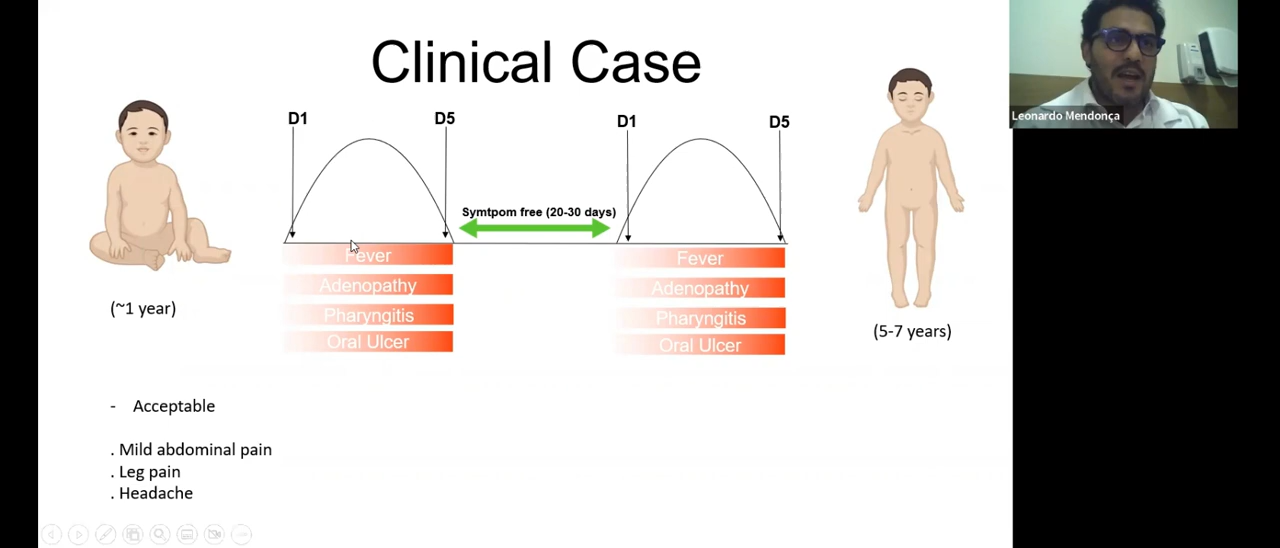 Clinical Case
Leonardo Mendonça
D1
D5
D1
D5
Symtpom free (20-30 days)
Fever
Adenopathy
Pharyngitis
Oral Ulcer
Fever
Adenopathy
Pharyngitis
Oral Ulcer
(~1 year)
(5-7 years)
- Acceptable
. Mild abdominal pain
. Leg pain
. Headache